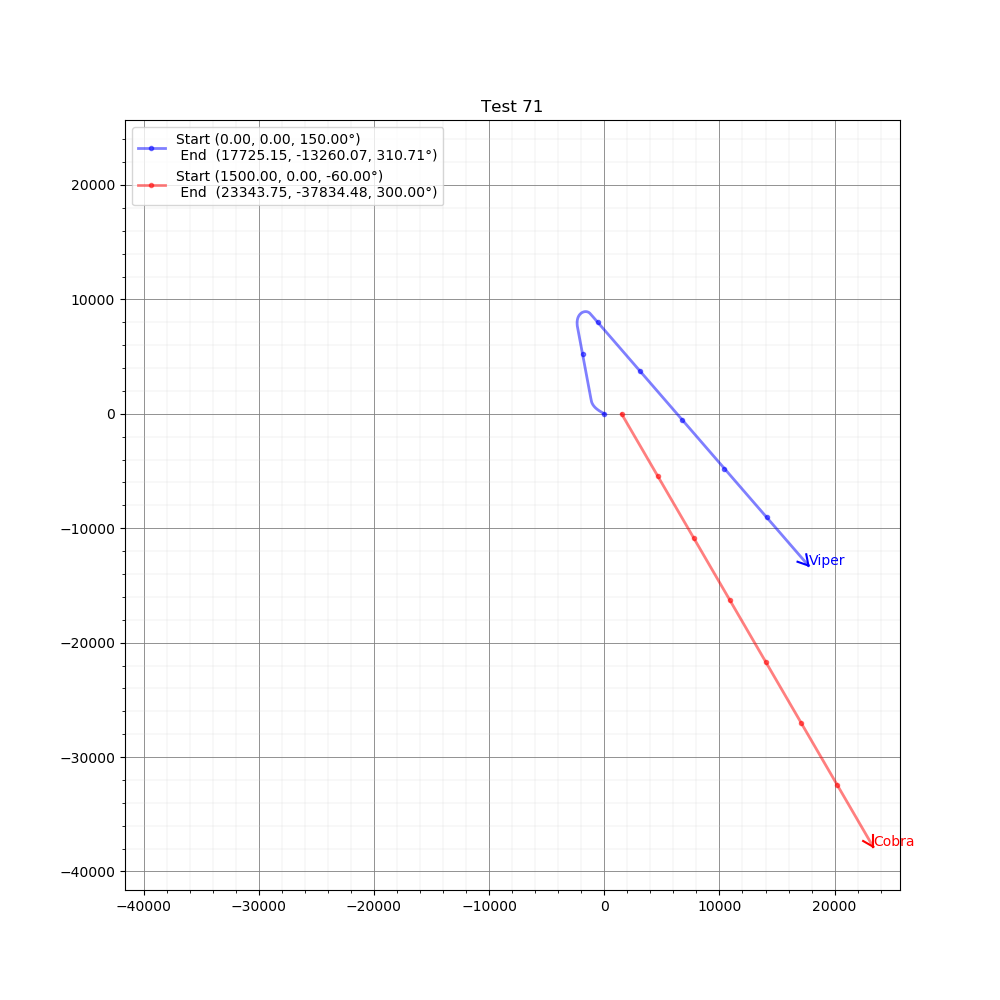 Test 71
Start (0.00, 0.00, 150.00°)
End  (17725.15, -13260.07, 310.71°)
Start (1500.00, 0.00, -60.00°)
End  (23343.75, -37834.48, 300.00°)
20000
10000
0
−10000
−20000
−30000
−40000
Viper
Cobra
−40000 −30000 −20000 −10000 0 10000 20000